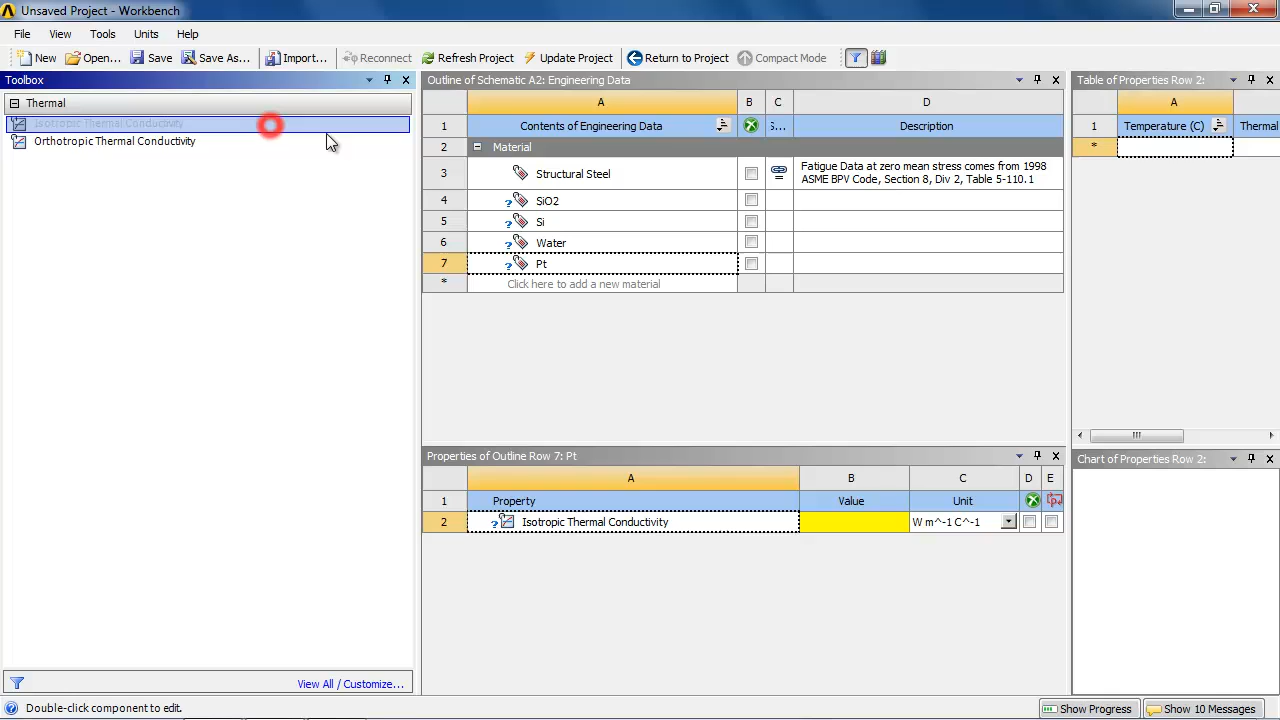 Unsaved Project - Workbench
File View Tools Units Help
New Open... Save Save As... Import... Reconnect Refresh Project Update Project Return to Project Compact Mode
Toolbox
Thermal
Isotropic Thermal Conductivity
Orthotropic Thermal Conductivity
View All / Customize...
Outline of Schematic A2: Engineering Data
A B C D
1 Contents of Engineering Data S... Description
2 Material
3 Structural Steel Fatigue Data at zero mean stress comes from 1998
ASME BPV Code, Section 8, Div 2, Table 5-110.1
4 SiO2
5 Si
6 Water
7 Pt
* Click here to add a new material
Properties of Outline Row 7: Pt
A B C D E
1 Property Value Unit
2 Isotropic Thermal Conductivity W m^-1 C^-1
Table of Properties Row 2:
A
1 Temperature (C) Thermal
*
Chart of Properties Row 2:
Double-click component to edit.
Show Progress Show 10 Messages